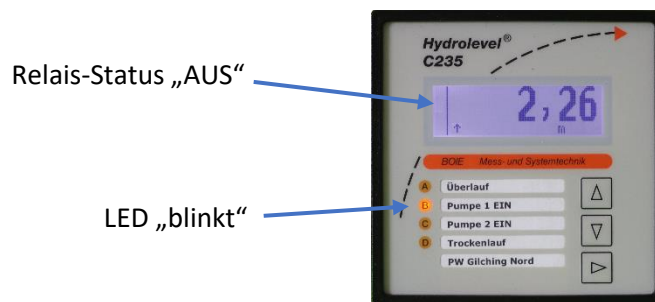 Hydrolevel®
C235
Relais-Status „AUS“
2,26
m
BOIE Mess- und Systemtechnik
A Überlauf
B Pumpe 1 EIN
LED „blinkt“
C Pumpe 2 EIN
D Trockenlauf
PW Gilching Nord